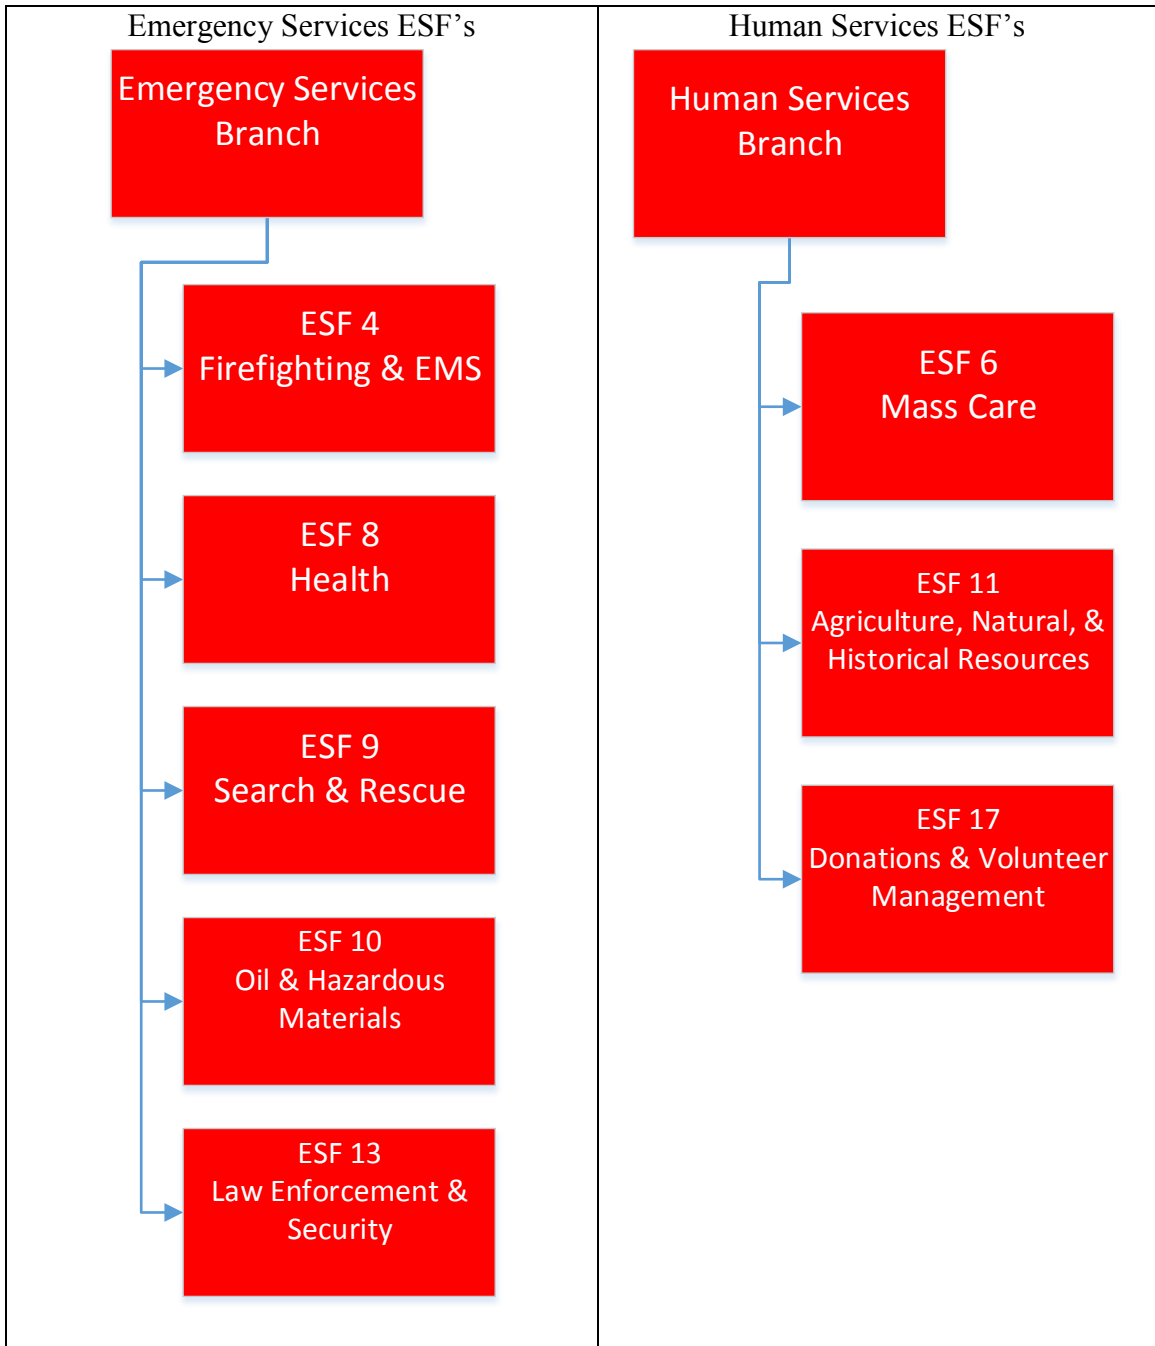 Emergency Services ESF’s
Emergency Services
Branch
ESF 4
Firefighting & EMS
ESF 8
Health
ESF 9
Search & Rescue
ESF 10
Oil & Hazardous
Materials
ESF 13
Law Enforcement &
Security
Human Services ESF’s
Human Services
Branch
ESF 6
Mass Care
ESF 11
Agriculture, Natural, &
Historical Resources
ESF 17
Donations & Volunteer
Management